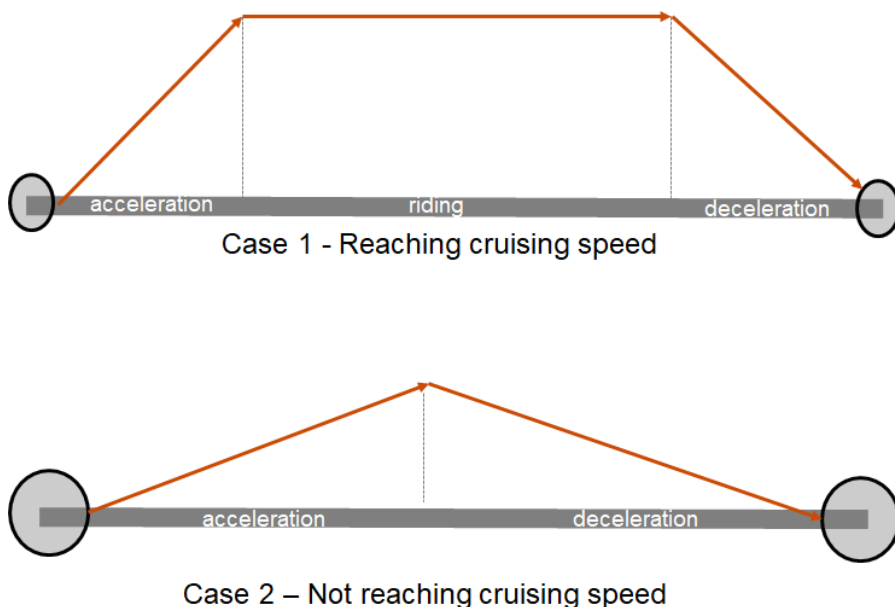 acceleration riding deceleration
Case 1 - Reaching cruising speed
acceleration deceleration
Case 2 – Not reaching cruising speed